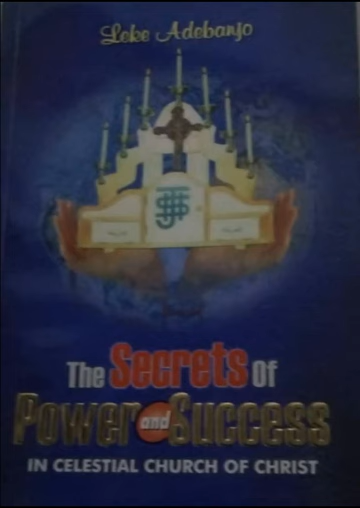 Leke Adebanjo
The Secrets Of
Power and Success
IN CELESTIAL CHURCH OF CHRIST